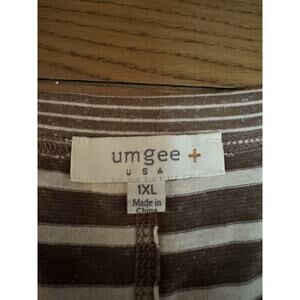 umgee +
USA
1XL
Made in
China